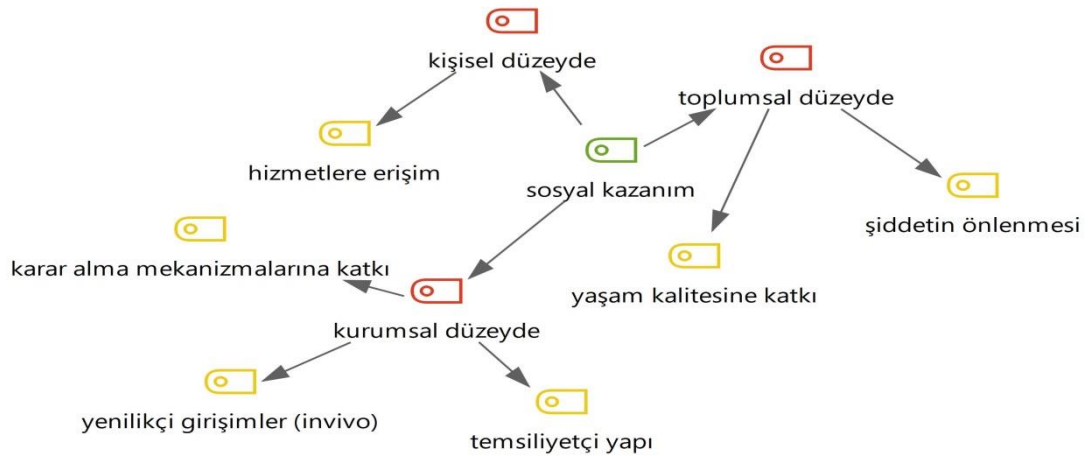 kişisel düzeyde
toplumsal düzeyde
hizmetlere erişim
sosyal kazanım
şiddetin önlenmesi
karar alma mekanizmalarına katkı
yaşam kalitesine katkı
kurumsal düzeyde
yenilikçi girişimler (invivo)
temsiliyetçi yapı